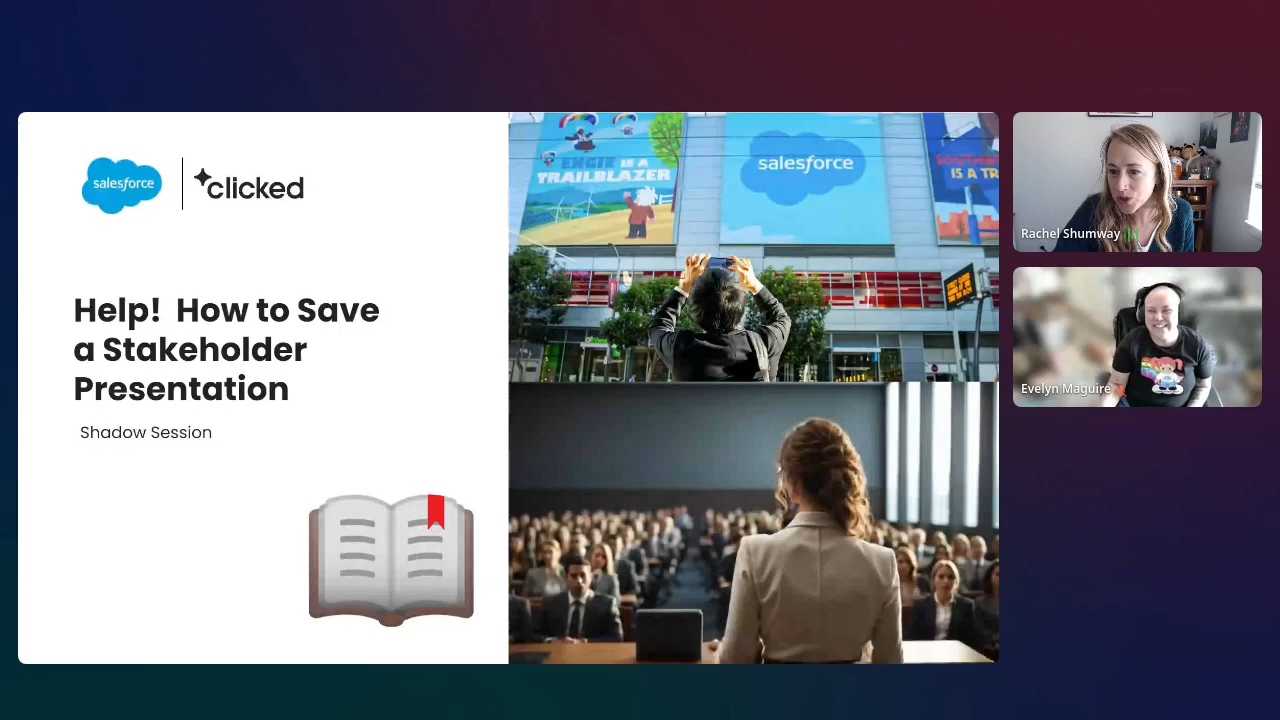 salesforce
clicked
Help! How to Save
a Stakeholder
Presentation
Shadow Session
ENGIE IS A
TRAILBLAZER
salesforce
IS A TR
Rachel Shumway
Evelyn Maguire